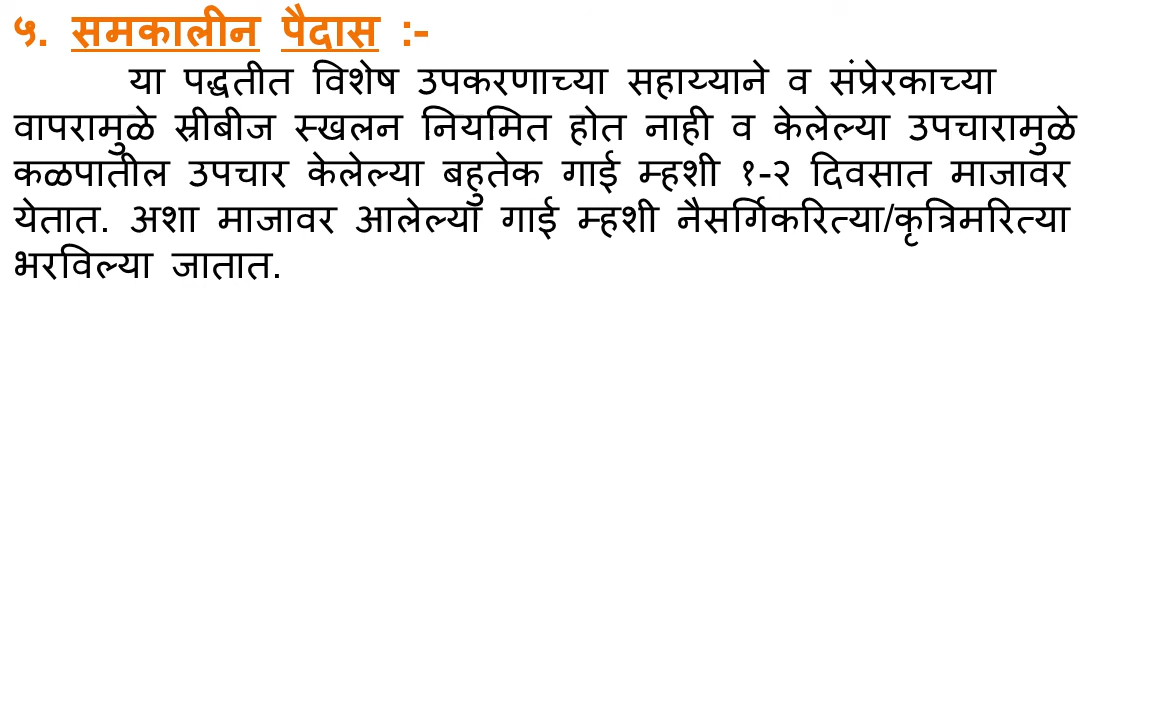 ५. समकालीन पैदास :-
या पद्धतीत विशेष उपकरणाच्या सहाय्याने व संप्रेरकाच्या
वापरामुळे स्रीबीज स्खलन नियमित होत नाही व केलेल्या उपचारामुळे
कळपातील उपचार केलेल्या बहुतेक गाई म्हशी १-२ दिवसात माजावर
येतात. अशा माजावर आलेल्या गाई म्हशी नैसर्गिकरित्या/कृत्रिमरित्या
भरविल्या जातात.